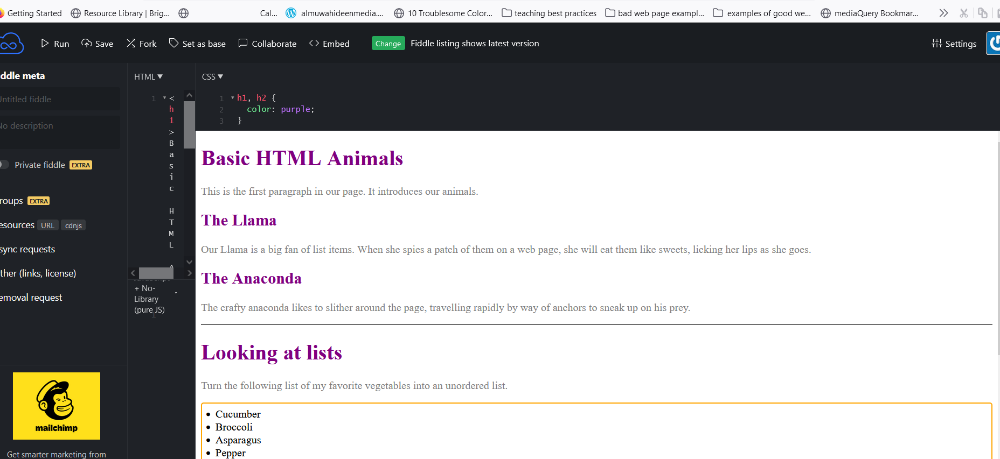 Getting Started Resource Library | Brig... Cal... almuwahideenmedia.... 10 Troublesome Color... teaching best practices bad web page exampl... examples of good we... mediaQuery Bookmar...
Run Save Fork Set as base Collaborate Embed Change Fiddle listing shows latest version Settings
ddle meta
ntitled fiddle
No description
Private fiddle EXTRA
roups EXTRA
esources URL cdnjs
sync requests
ther (links, license)
emoval request
mailchimp
Get smarter marketing from
HTML ▼
1 <
h
1
>
B
a
s
i
c
H
T
M
L
A
JavaScript
+ No-
Library
(pure JS)
1
CSS ▼
1 h1, h2 {
2 color: purple;
3 }
Basic HTML Animals
This is the first paragraph in our page. It introduces our animals.
The Llama
Our Llama is a big fan of list items. When she spies a patch of them on a web page, she will eat them like sweets, licking her lips as she goes.
The Anaconda
The crafty anaconda likes to slither around the page, travelling rapidly by way of anchors to sneak up on his prey.
Looking at lists
Turn the following list of my favorite vegetables into an unordered list.
• Cucumber
• Broccoli
• Asparagus
• Pepper